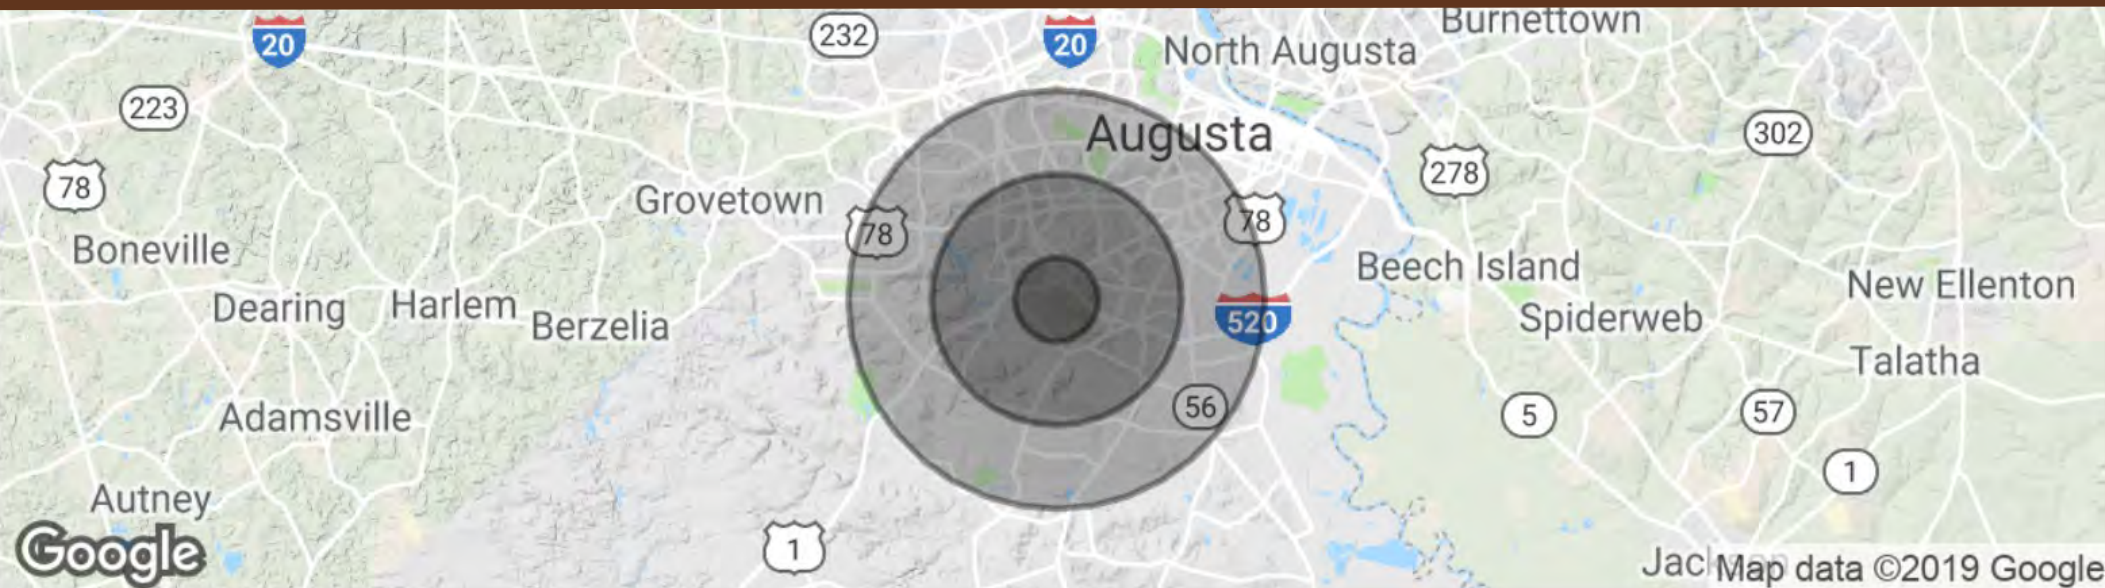 Burnettown
20
232
20
North Augusta
223
Augusta
302
78
278
Grovetown
78
78
Boneville
Beech Island
New Ellenton
Dearing
Harlem
Berzelia
520
Spiderweb
Talatha
Adamsville
56
5
57
1
Autney
1
Google
Map data ©2019 Google